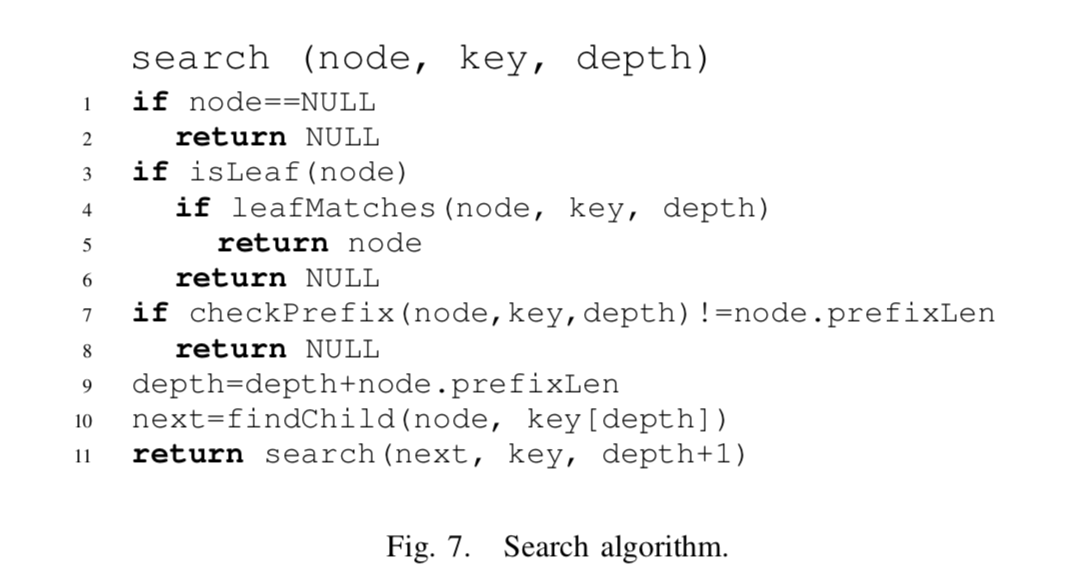 search (node, key, depth)
1 if node==NULL
2 return NULL
3 if isLeaf(node)
4 if leafMatches(node, key, depth)
5 return node
6 return NULL
7 if checkPrefix(node,key,depth)!=node.prefixLen
8 return NULL
9 depth=depth+node.prefixLen
10 next=findChild(node, key[depth])
11 return search(next, key, depth+1)
Fig. 7. Search algorithm.